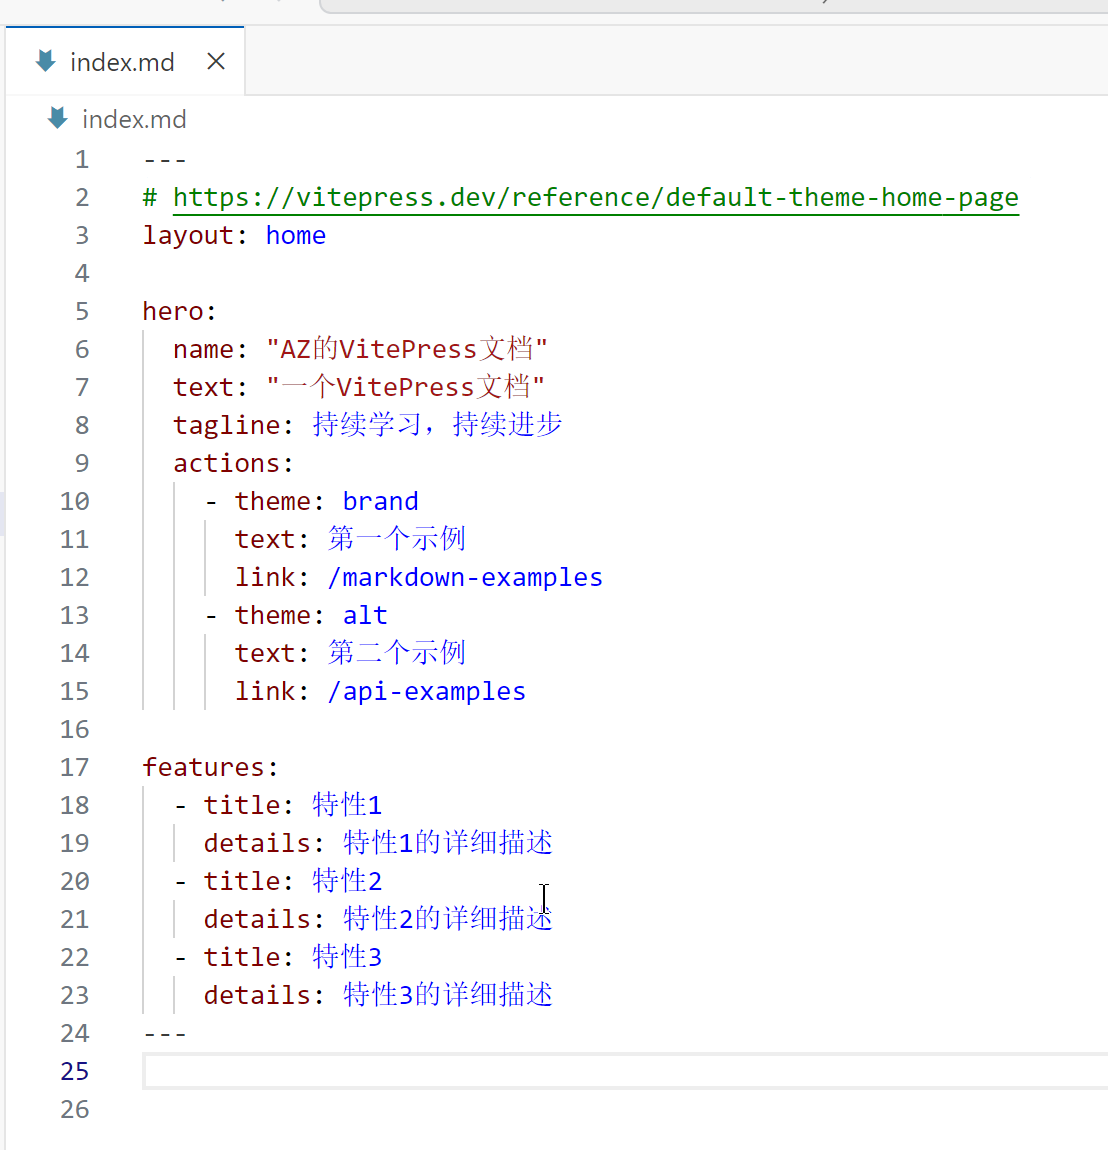 index.md
index.md
1 ---
2 # https://vitepress.dev/reference/default-theme-home-page
3 layout: home
4
5 hero:
6   name: "AZ的VitePress文档"
7   text: "一个VitePress文档"
8   tagline: 持续学习，持续进步
9   actions:
10     - theme: brand
11       text: 第一个示例
12       link: /markdown-examples
13     - theme: alt
14       text: 第二个示例
15       link: /api-examples
16
17 features:
18   - title: 特性1
19     details: 特性1的详细描述
20   - title: 特性2
21     details: 特性2的详细描述
22   - title: 特性3
23     details: 特性3的详细描述
24 ---
25
26